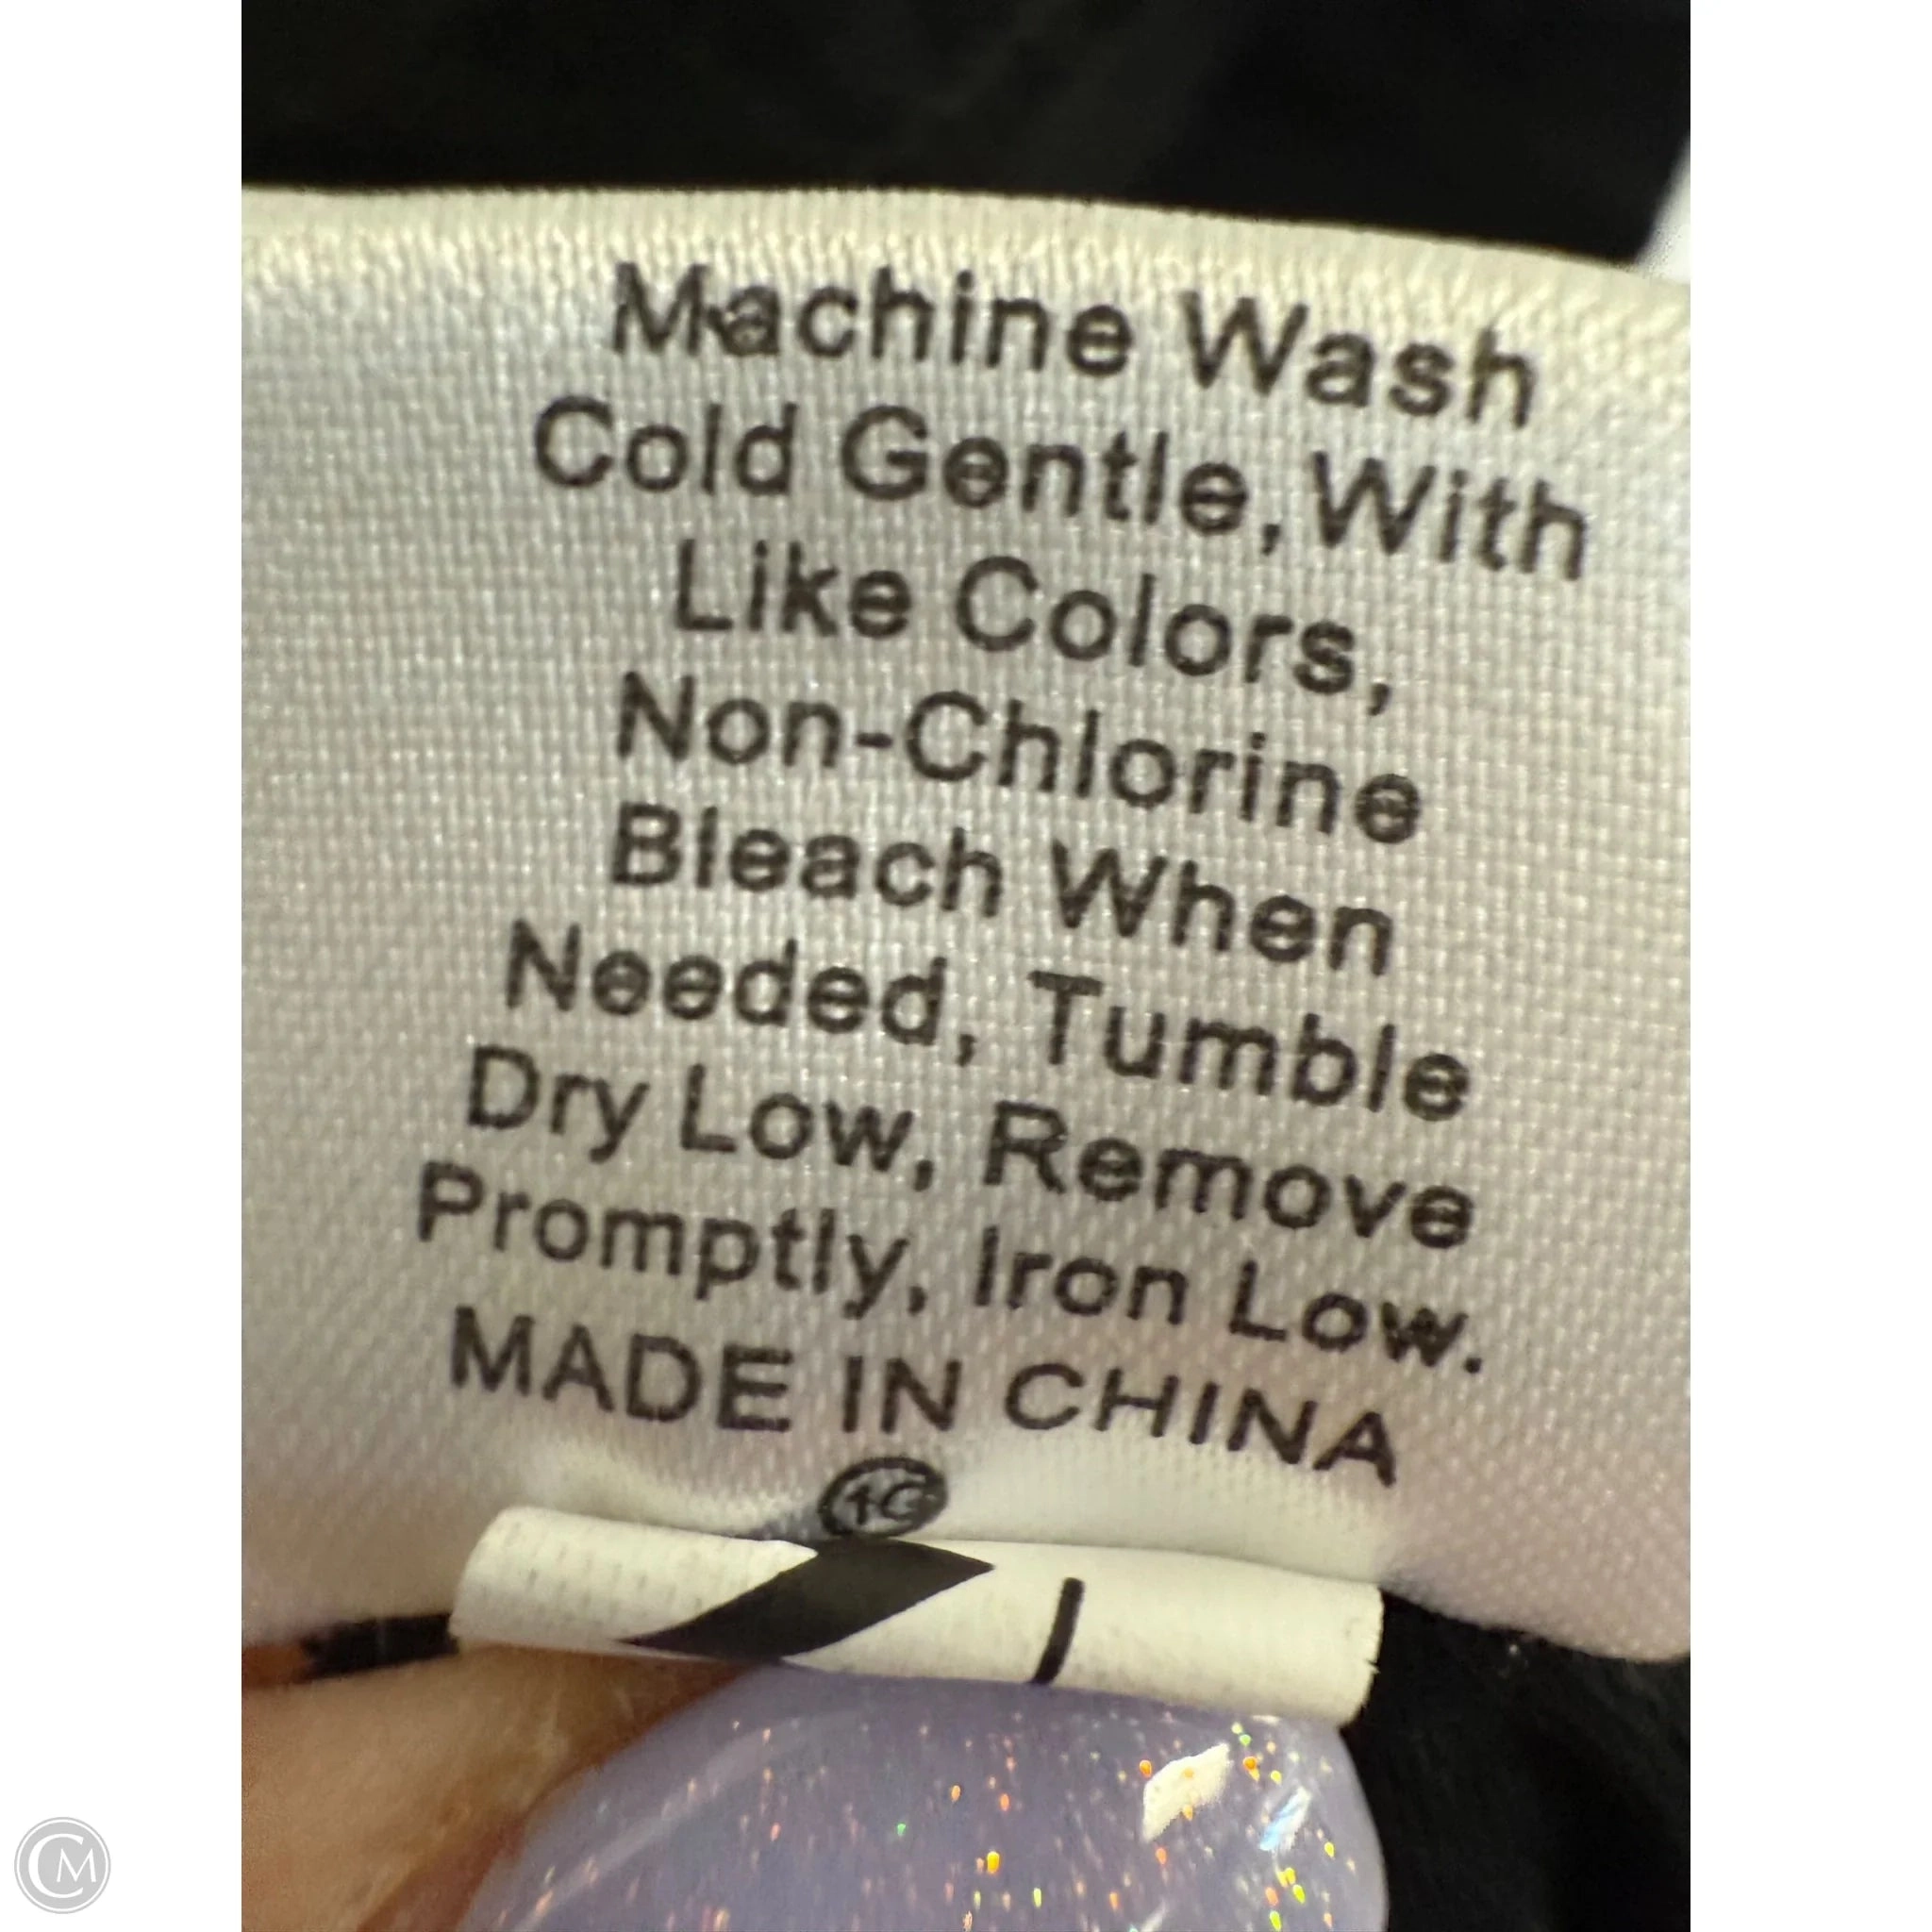 Machine Wash
Cold Gentle, With
Like Colors,
Non-Chlorine
Bleach When
Needed, Tumble
Dry Low, Remove
Promptly, Iron Low.
MADE IN CHINA
CM